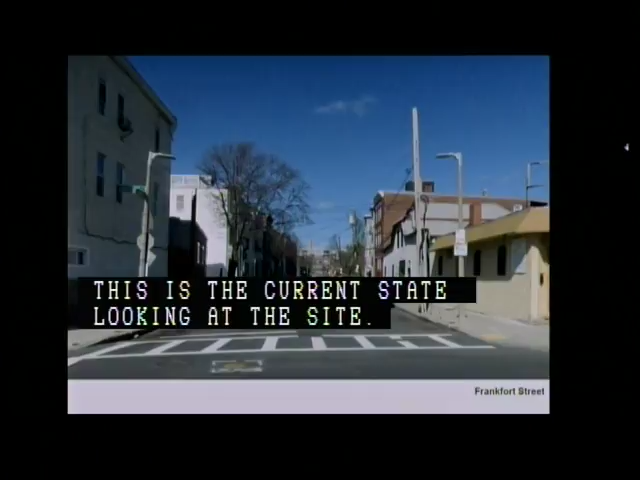 THIS IS THE CURRENT STATE
LOOKING AT THE SITE.
Frankfort Street